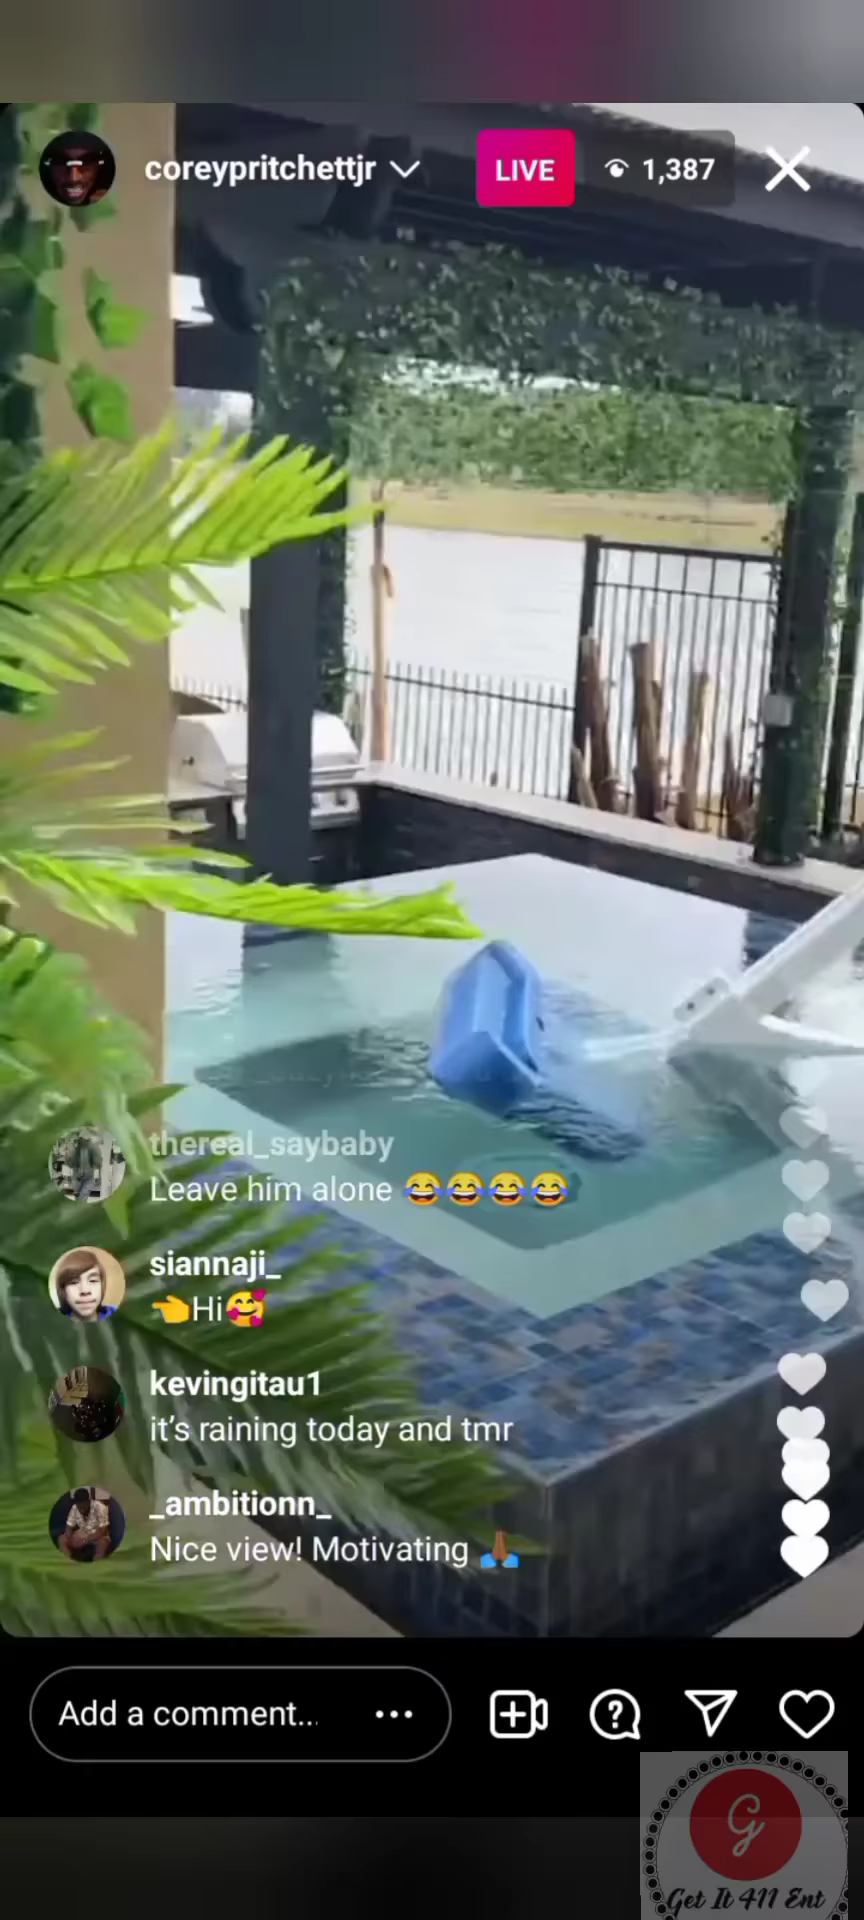 coreypritchettjr
LIVE
1,387
thereal_saybaby
Leave him alone 😂😂😂😂
siannaji_
👈Hi🥰
kevingitau1
it’s raining today and tmr
_ambitionn_
Nice view! Motivating 🙏🏾
Add a comment...
G
Get It 411 Ent